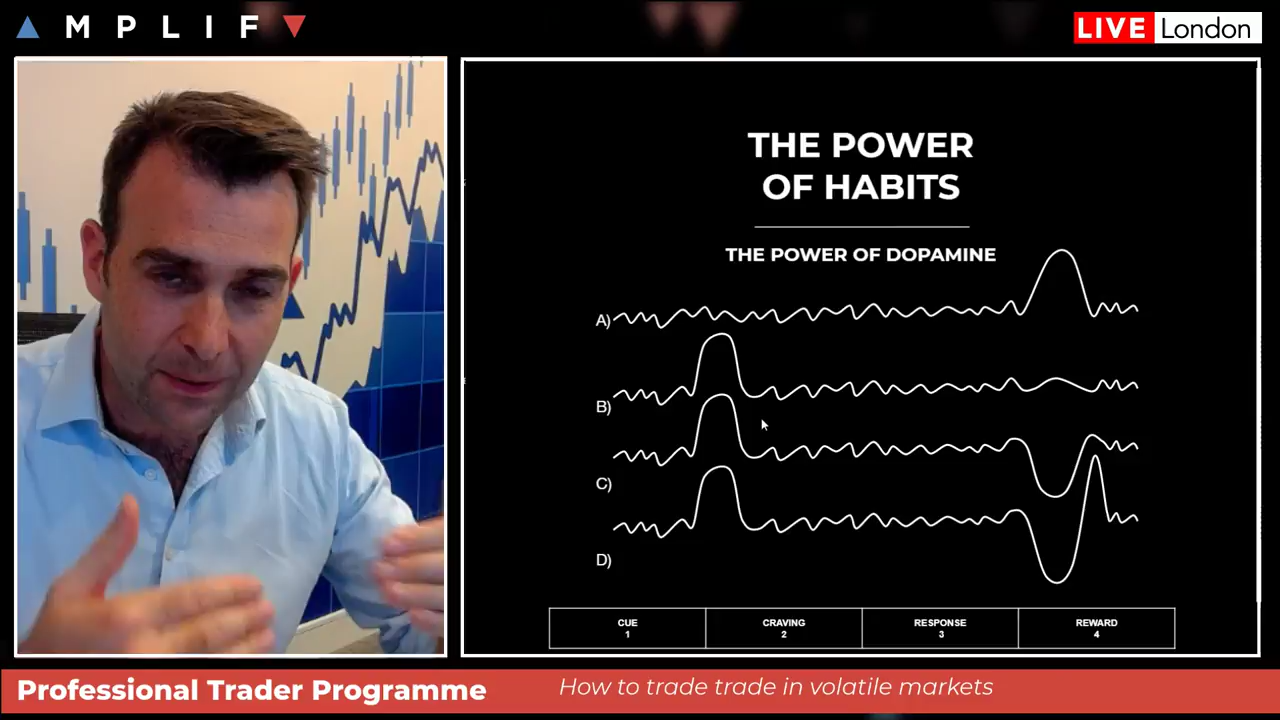 MPLIF
LIVE London
THE POWER
OF HABITS
THE POWER OF DOPAMINE
A)
B)
C)
D)
CUE
1
CRAVING
2
RESPONSE
3
REWARD
4
Professional Trader Programme
How to trade trade in volatile markets